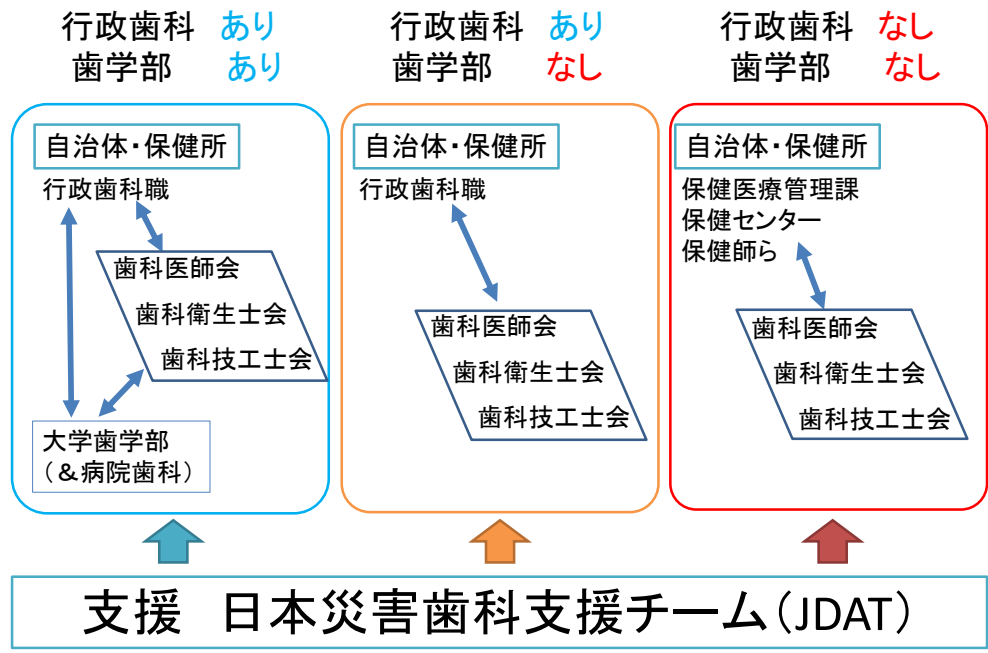 行政歯科 あり
歯学部 あり
自治体・保健所
行政歯科職
歯科医師会
歯科衛生士会
歯科技工士会
大学歯学部
（＆病院歯科）
行政歯科 あり
歯学部 なし
自治体・保健所
行政歯科職
歯科医師会
歯科衛生士会
歯科技工士会
行政歯科 なし
歯学部 なし
自治体・保健所
保健医療管理課
保健センター
保健師ら
歯科医師会
歯科衛生士会
歯科技工士会
支援 日本災害歯科支援チーム（JDAT）